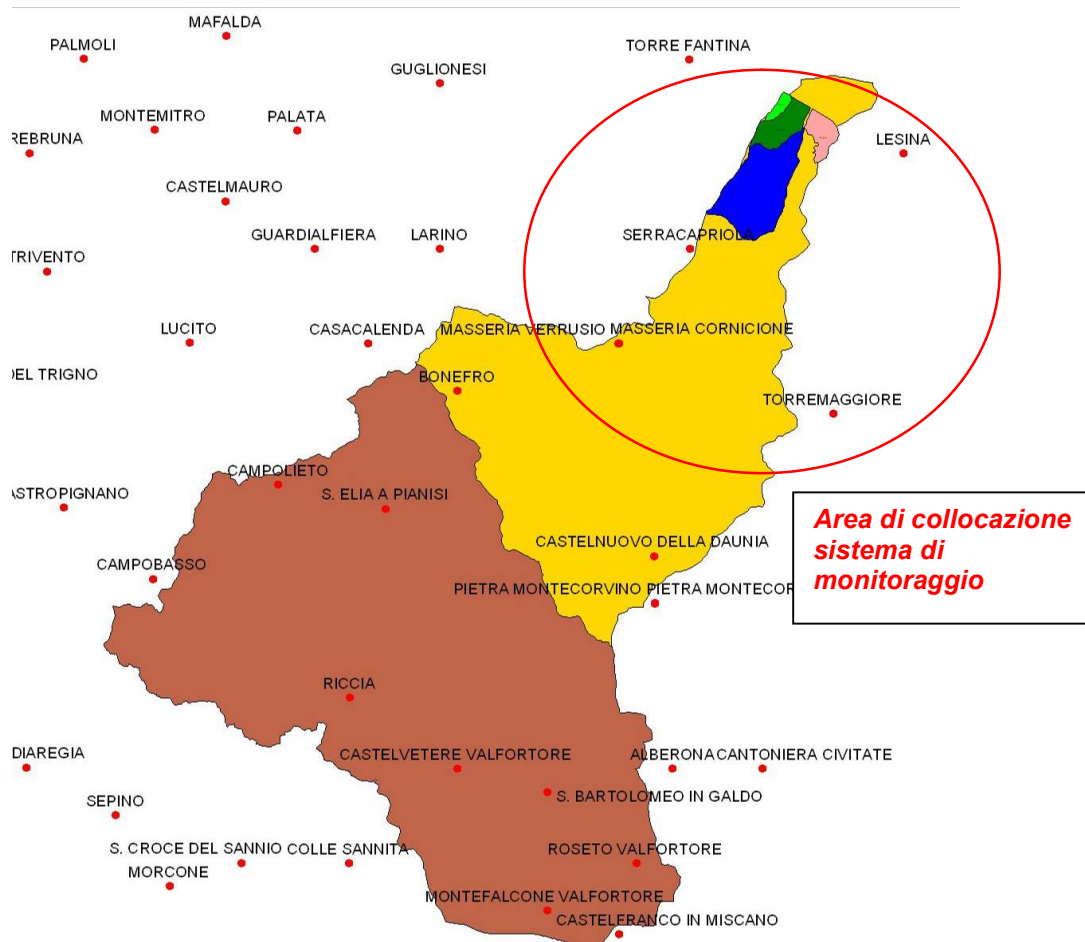 MAFALDA
PALMOLI
TORRE FANTINA
GUGLIONESI
MONTEMITRO
PALATA
REBRUNA
LESINA
CASTELMAURO
GUARDIALFIERA
LARINO
SERRACAPRIOLA
TRIVENTO
LUCITO
CASACALENDA
MASSERIA VERRUSIO
MASSERIA CORNICIONE
DEL TRIGNO
BONEFRO
TORREMAGGIORE
CAMPOLIETO
ASTROPIGNANO
S. ELIA A PIANISI
Area di collocazione
sistema di
monitoraggio
CASTELNUOVO DELLA DAUNIA
CAMPOBASSO
PIETRA MONTECORVINO
PIETRA MONTECOR
RICCIA
DIAREGIA
CASTELVETERE VALFORTORE
ALBERONA
CANTONIERA CIVITATE
S. BARTOLOMEO IN GALDO
SEPINO
S. CROCE DEL SANNIO
COLLE SANNITA
ROSETO VALFORTORE
MORCONE
MONTEFALCONE VALFORTORE
CASTELFRANCO IN MISCANO